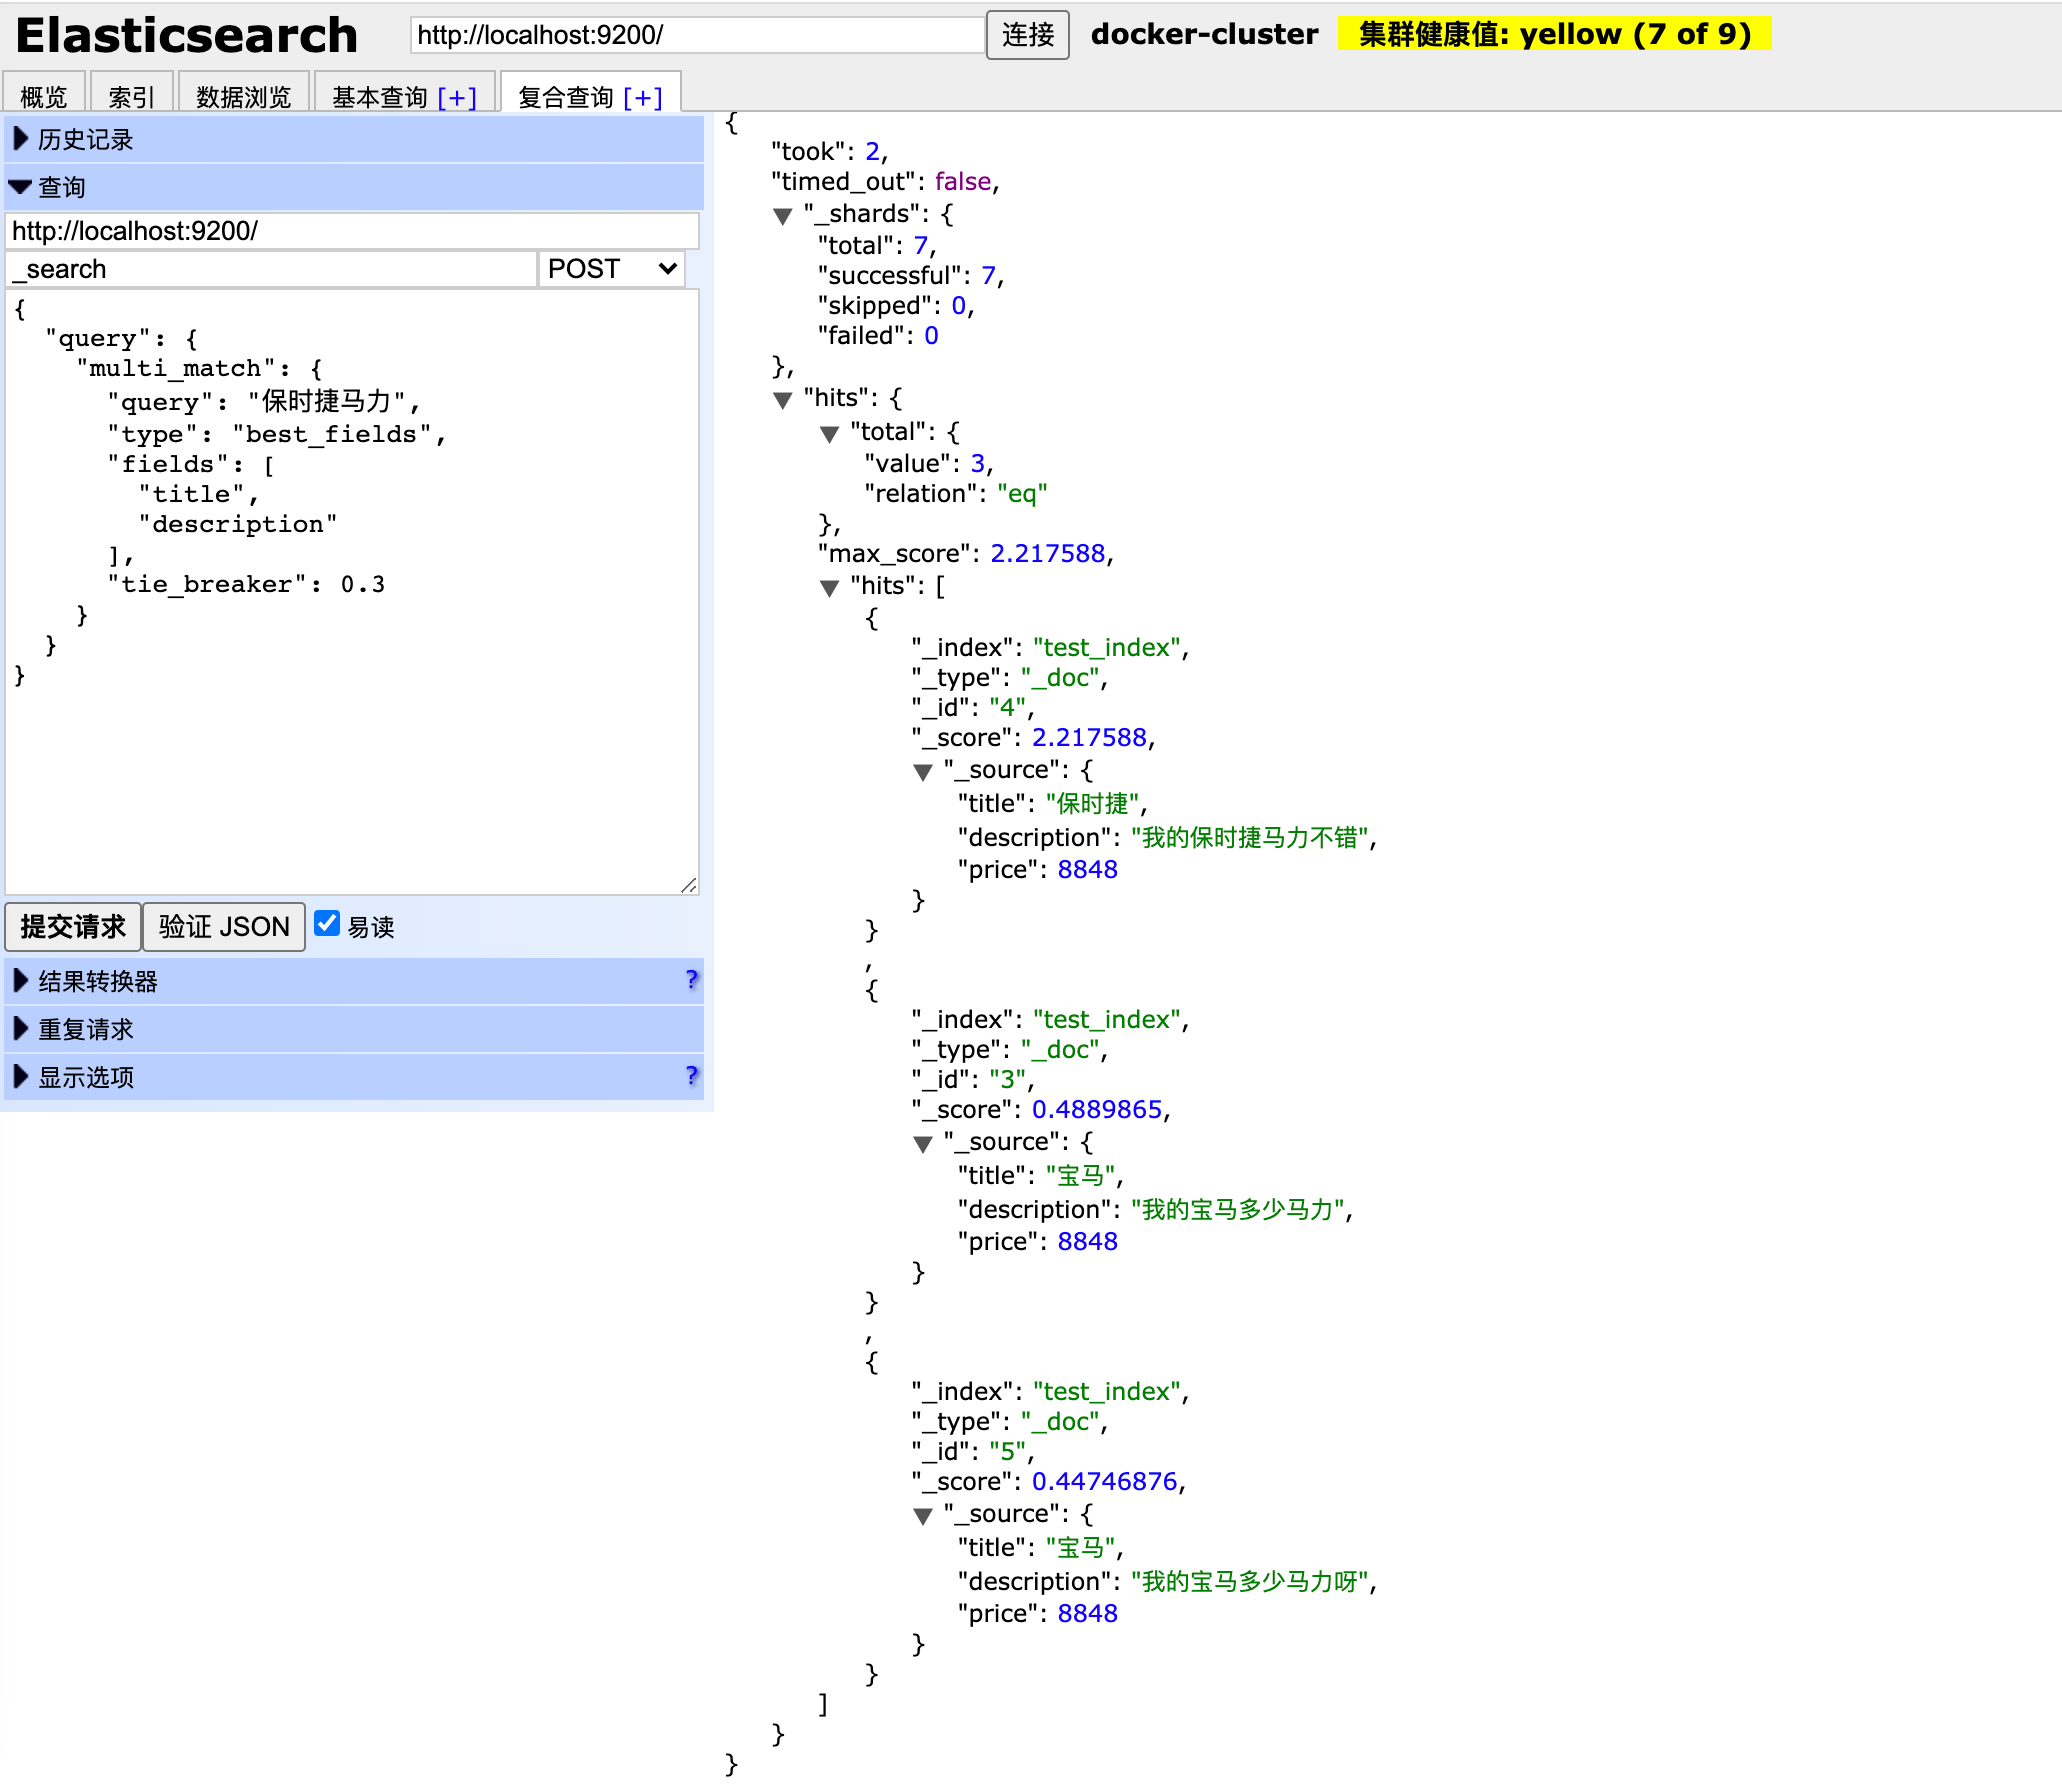 Elasticsearch http://localhost:9200/ 连接 docker-cluster 集群健康值: yellow (7 of 9)
概览 索引 数据浏览 基本查询 [+] 复合查询 [+]
历史记录
查询
http://localhost:9200/
_search POST
{
"query": {
"multi_match": {
"query": "保时捷马力",
"type": "best_fields",
"fields": [
"title",
"description"
],
"tie_breaker": 0.3
}
}
}
提交请求 验证 JSON 易读
结果转换器 ?
重复请求
显示选项 ?
{
"took": 2,
"timed_out": false,
"_shards": {
"total": 7,
"successful": 7,
"skipped": 0,
"failed": 0
},
"hits": {
"total": {
"value": 3,
"relation": "eq"
},
"max_score": 2.217588,
"hits": [
{
"_index": "test_index",
"_type": "_doc",
"_id": "4",
"_score": 2.217588,
"_source": {
"title": "保时捷",
"description": "我的保时捷马力不错",
"price": 8848
}
}
,
{
"_index": "test_index",
"_type": "_doc",
"_id": "3",
"_score": 0.4889865,
"_source": {
"title": "宝马",
"description": "我的宝马多少马力",
"price": 8848
}
}
,
{
"_index": "test_index",
"_type": "_doc",
"_id": "5",
"_score": 0.44746876,
"_source": {
"title": "宝马",
"description": "我的宝马多少马力呀",
"price": 8848
}
}
]
}
}